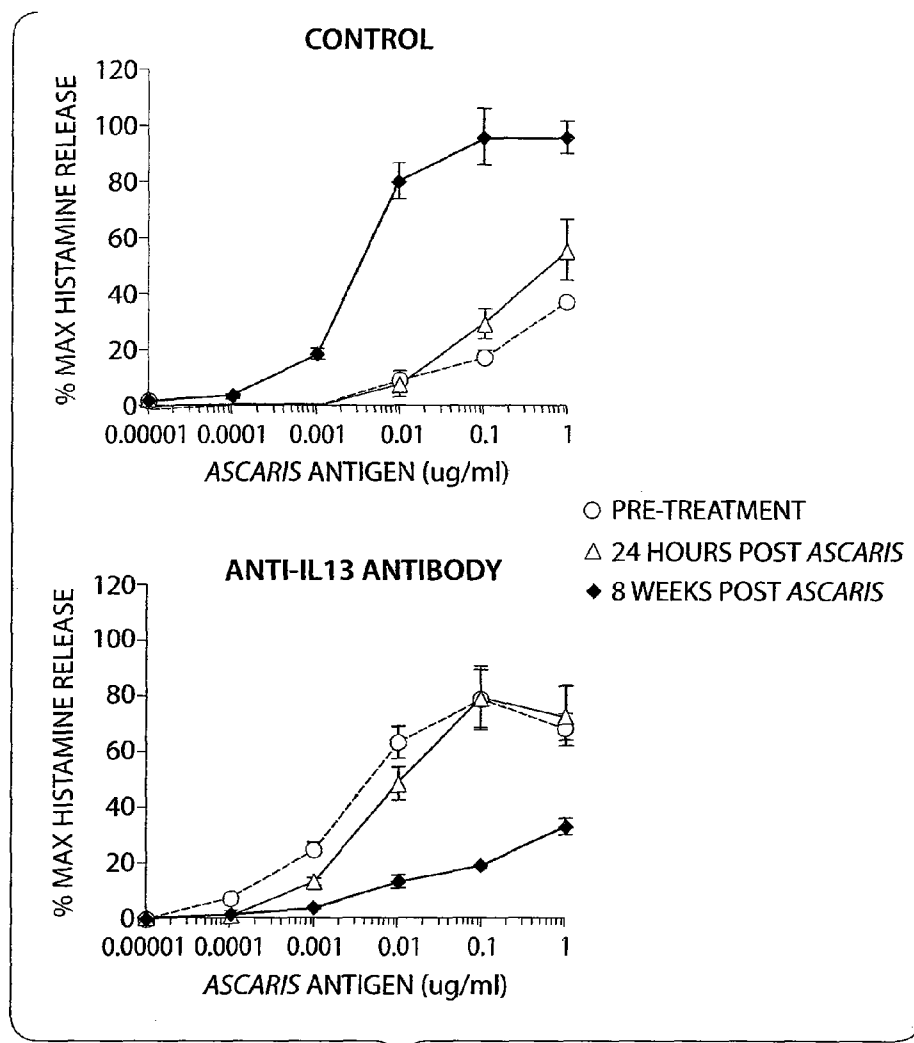 CONTROL
% MAX HISTAMINE RELEASE
120
100
80
60
40
20
0
0.00001 0.0001 0.001 0.01 0.1 1
ASCARIS ANTIGEN (ug/ml)
○ PRE-TREATMENT
△ 24 HOURS POST ASCARIS
◆ 8 WEEKS POST ASCARIS
ANTI-IL13 ANTIBODY
% MAX HISTAMINE RELEASE
120
100
80
60
40
20
0
0.00001 0.0001 0.001 0.01 0.1 1
ASCARIS ANTIGEN (ug/ml)